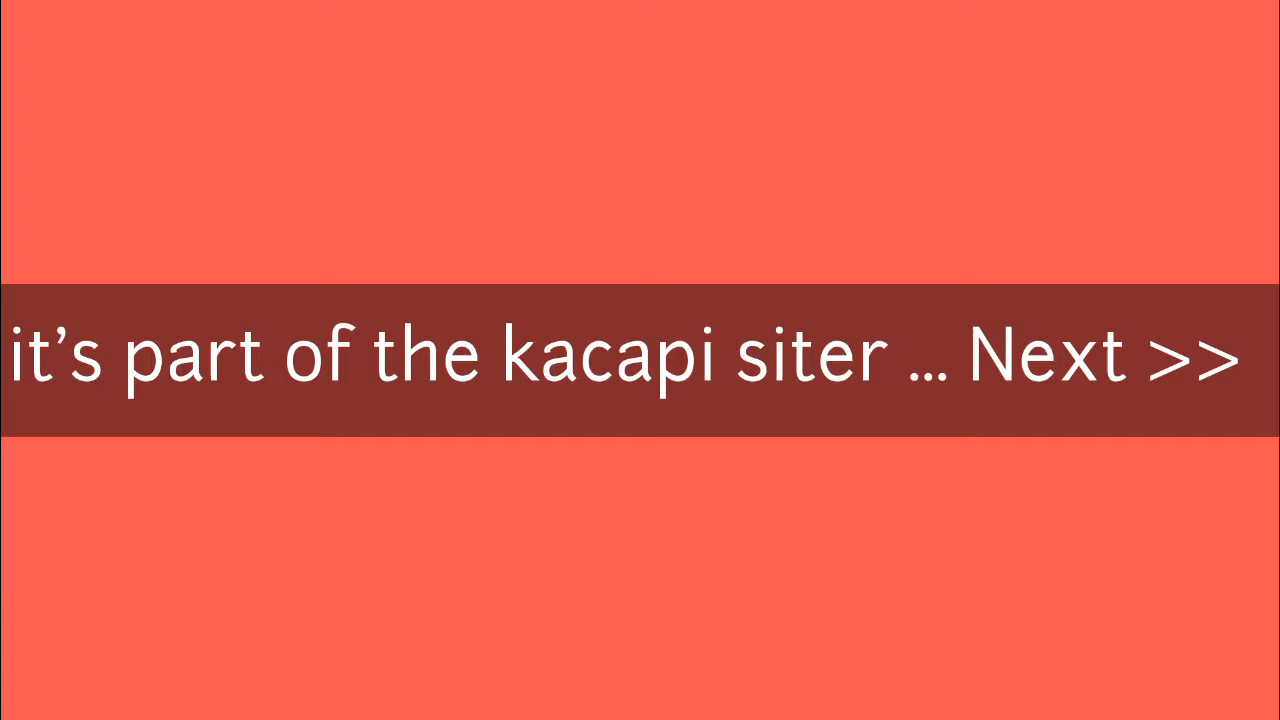 it’s part of the kacapi siter ... Next >>